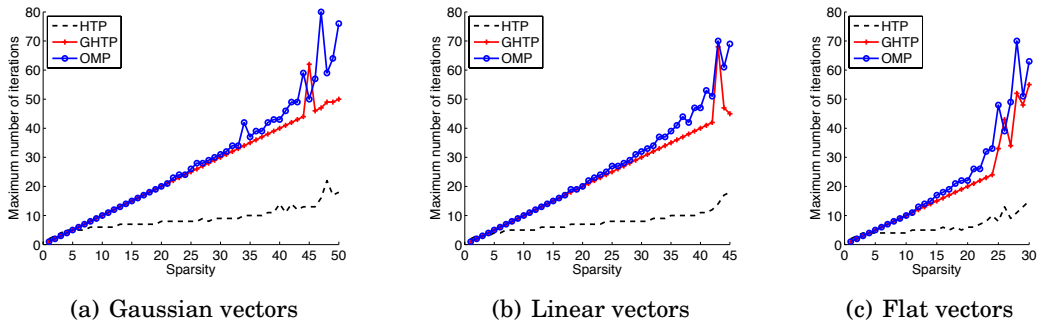 Maximum number of iterations
80
70
60
50
40
30
20
10
0
HTP
GHTP
OMP
0 5 10 15 20 25 30 35 40 45 50
Sparsity
(a) Gaussian vectors
Maximum number of iterations
80
70
60
50
40
30
20
10
0
HTP
GHTP
OMP
0 5 10 15 20 25 30 35 40 45
Sparsity
(b) Linear vectors
Maximum number of iterations
80
70
60
50
40
30
20
10
0
HTP
GHTP
OMP
0 5 10 15 20 25 30
Sparsity
(c) Flat vectors